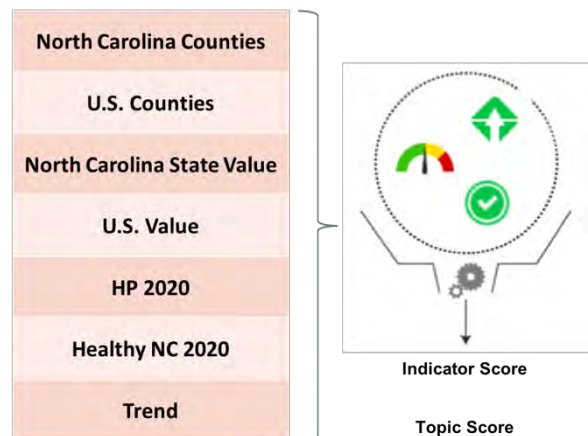 North Carolina Counties
U.S. Counties
North Carolina State Value
U.S. Value
HP 2020
Healthy NC 2020
Trend
Indicator Score
Topic Score